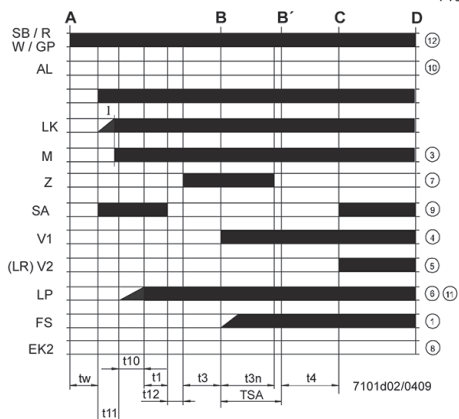 A B B´ C D
SB / R
W / GP 12
AL 10
I
LK
M 3
Z 7
SA 9
V1 4
(LR) V2 5
LP 6 11
FS 1
EK2 8
t10
tw t1 t3 t3n t4
t12 TSA
t11
7101d02/0409